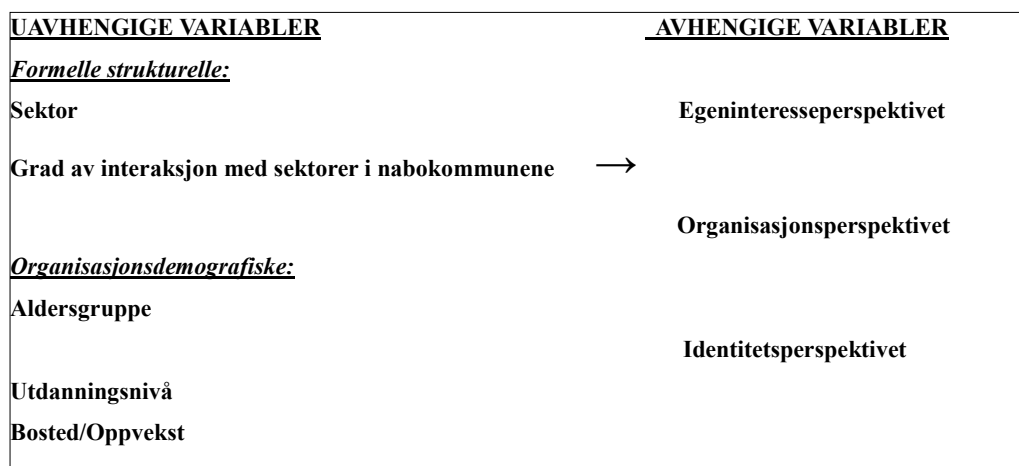 UAVHENGIGE VARIABLER AVHENGIGE VARIABLER
Formelle strukturelle:
Sektor Egeninteresseperspektivet
Grad av interaksjon med sektorer i nabokommunene →
Organisasjonsperspektivet
Organisasjonsdemografiske:
Aldersgruppe
Identitetsperspektivet
Utdanningsnivå
Bosted/Oppvekst